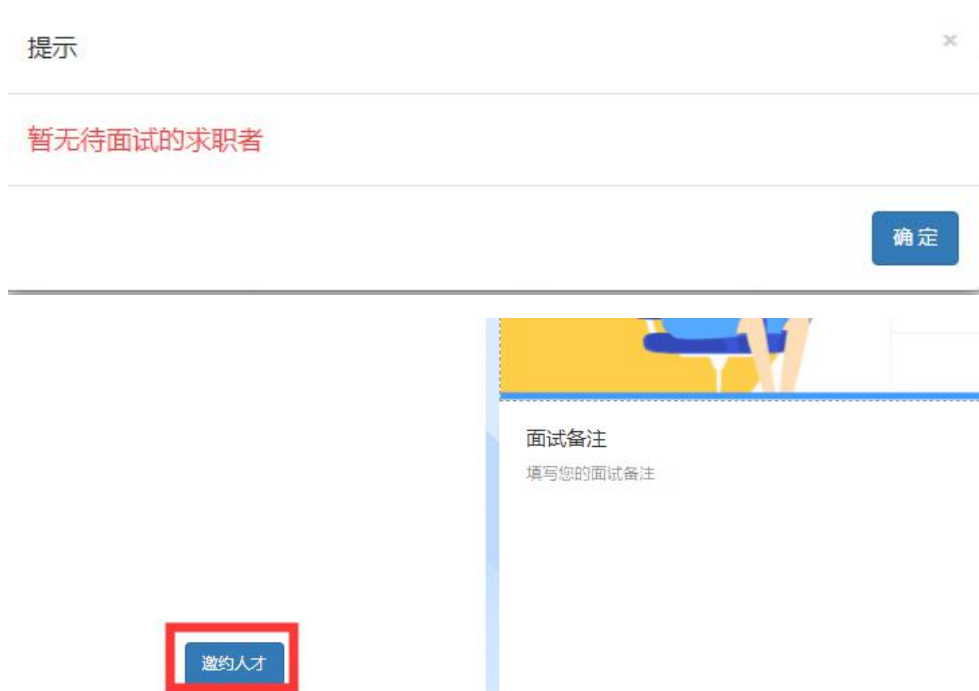 提示
×
暂无待面试的求职者
确定
面试备注
填写您的面试备注
邀约人才